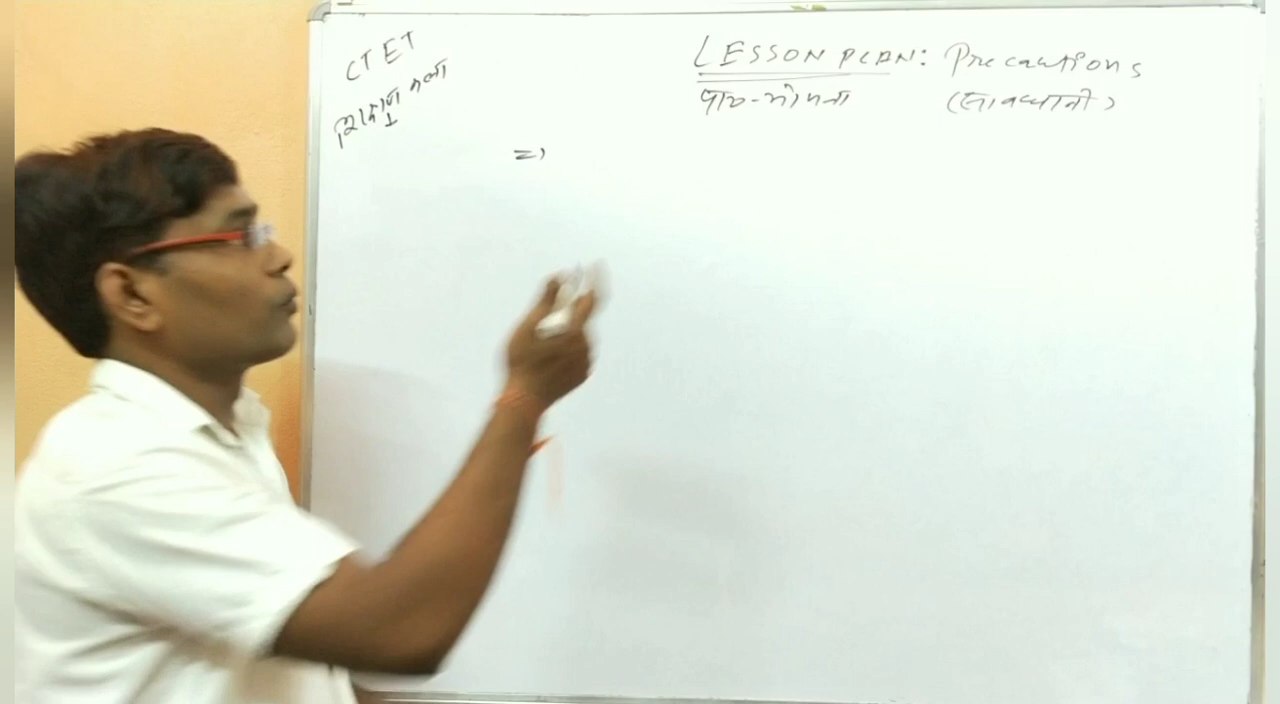 CTET
शिक्षण कला
LESSON PLAN: Precautions
पाठ-योजना (सावधानी)
=>